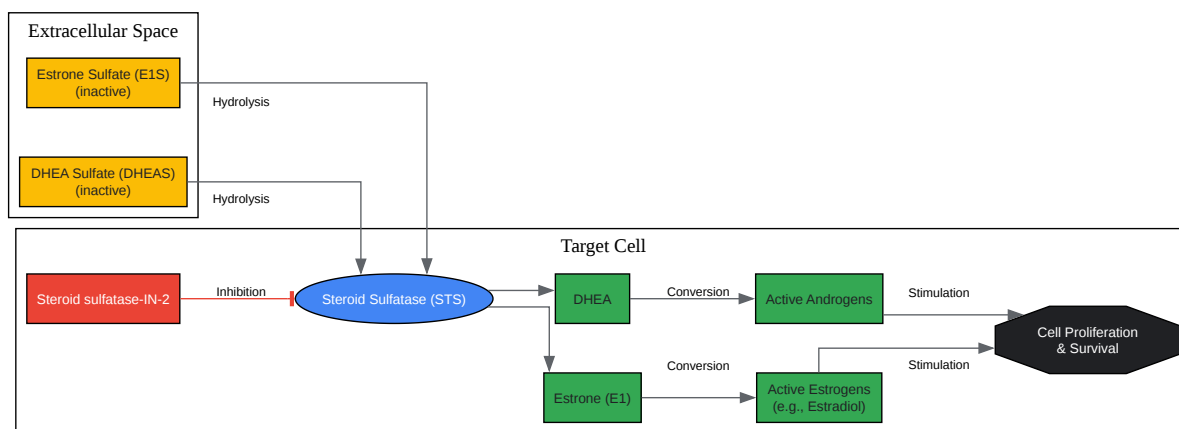 Extracellular Space
Estrone Sulfate (E1S)
(inactive)
Hydrolysis
DHEA Sulfate (DHEAS)
(inactive)
Hydrolysis
Target Cell
Steroid sulfatase-IN-2
Inhibition
Steroid Sulfatase (STS)
DHEA
Conversion
Active Androgens
Stimulation
Cell Proliferation
& Survival
Estrone (E1)
Conversion
Active Estrogens
(e.g., Estradiol)
Stimulation